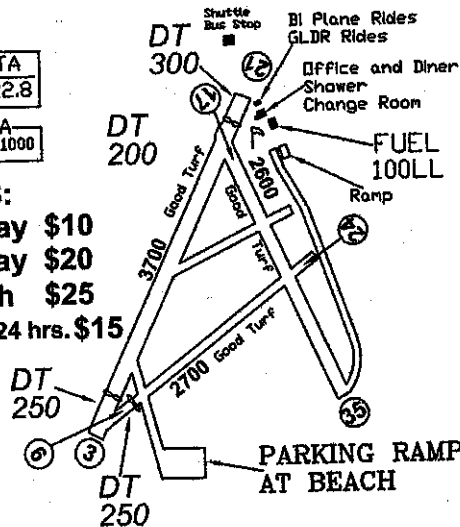 Shuttle
Bus Stop
DT
300
Bi Plane Rides
GLDR Rides
27
Office and Diner
Shower
Change Room
TA
2.8
17
DT
200
A
1000
FUEL
100LL
Ramp
2600
Good Turf
Good Turf
3700
24
ay $10
ay $20
h $25
24 hrs. $15
2700 Good Turf
DT
250
35
6
3
DT
250
PARKING RAMP
AT BEACH